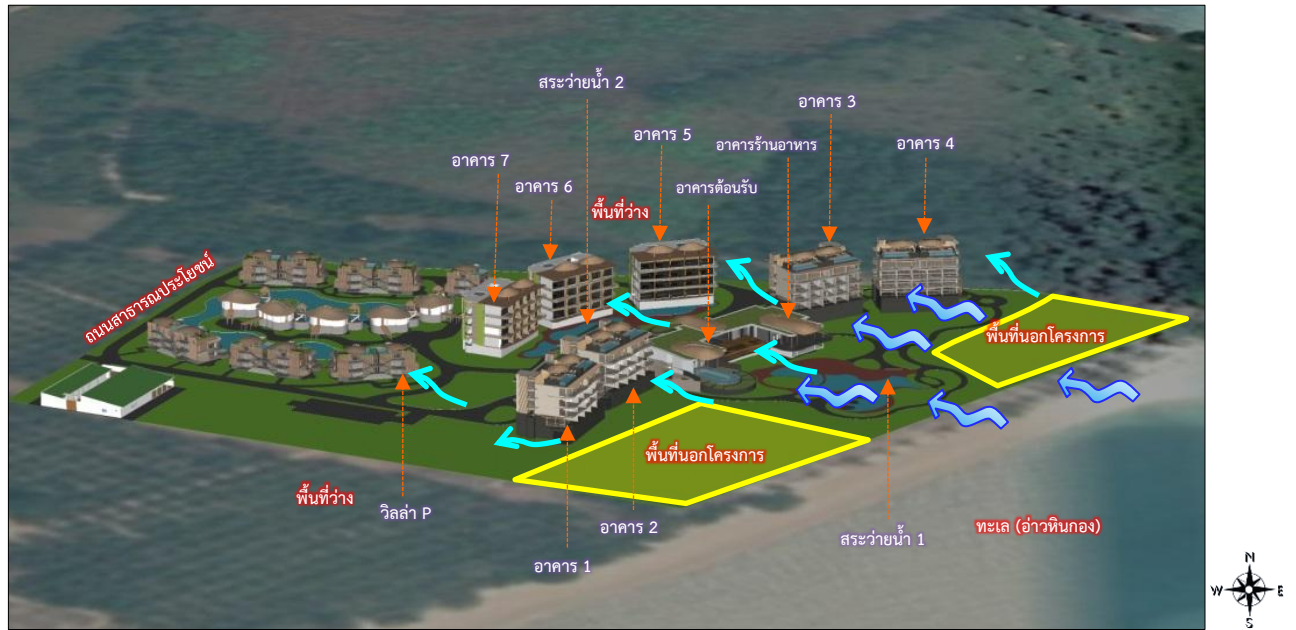 สระว่ายน้ำ 2
อาคาร 3
อาคาร 5
อาคารร้านอาหาร
อาคาร 4
อาคาร 7
อาคาร 6
อาคารต้อนรับ
พื้นที่ว่าง
ถนนสาธารณประโยชน์
พื้นที่นอกโครงการ
พื้นที่นอกโครงการ
พื้นที่ว่าง
วิลล่า P
อาคาร 2
สระว่ายน้ำ 1
ทะเล (อ่าวหินกอง)
อาคาร 1
N
W E
S